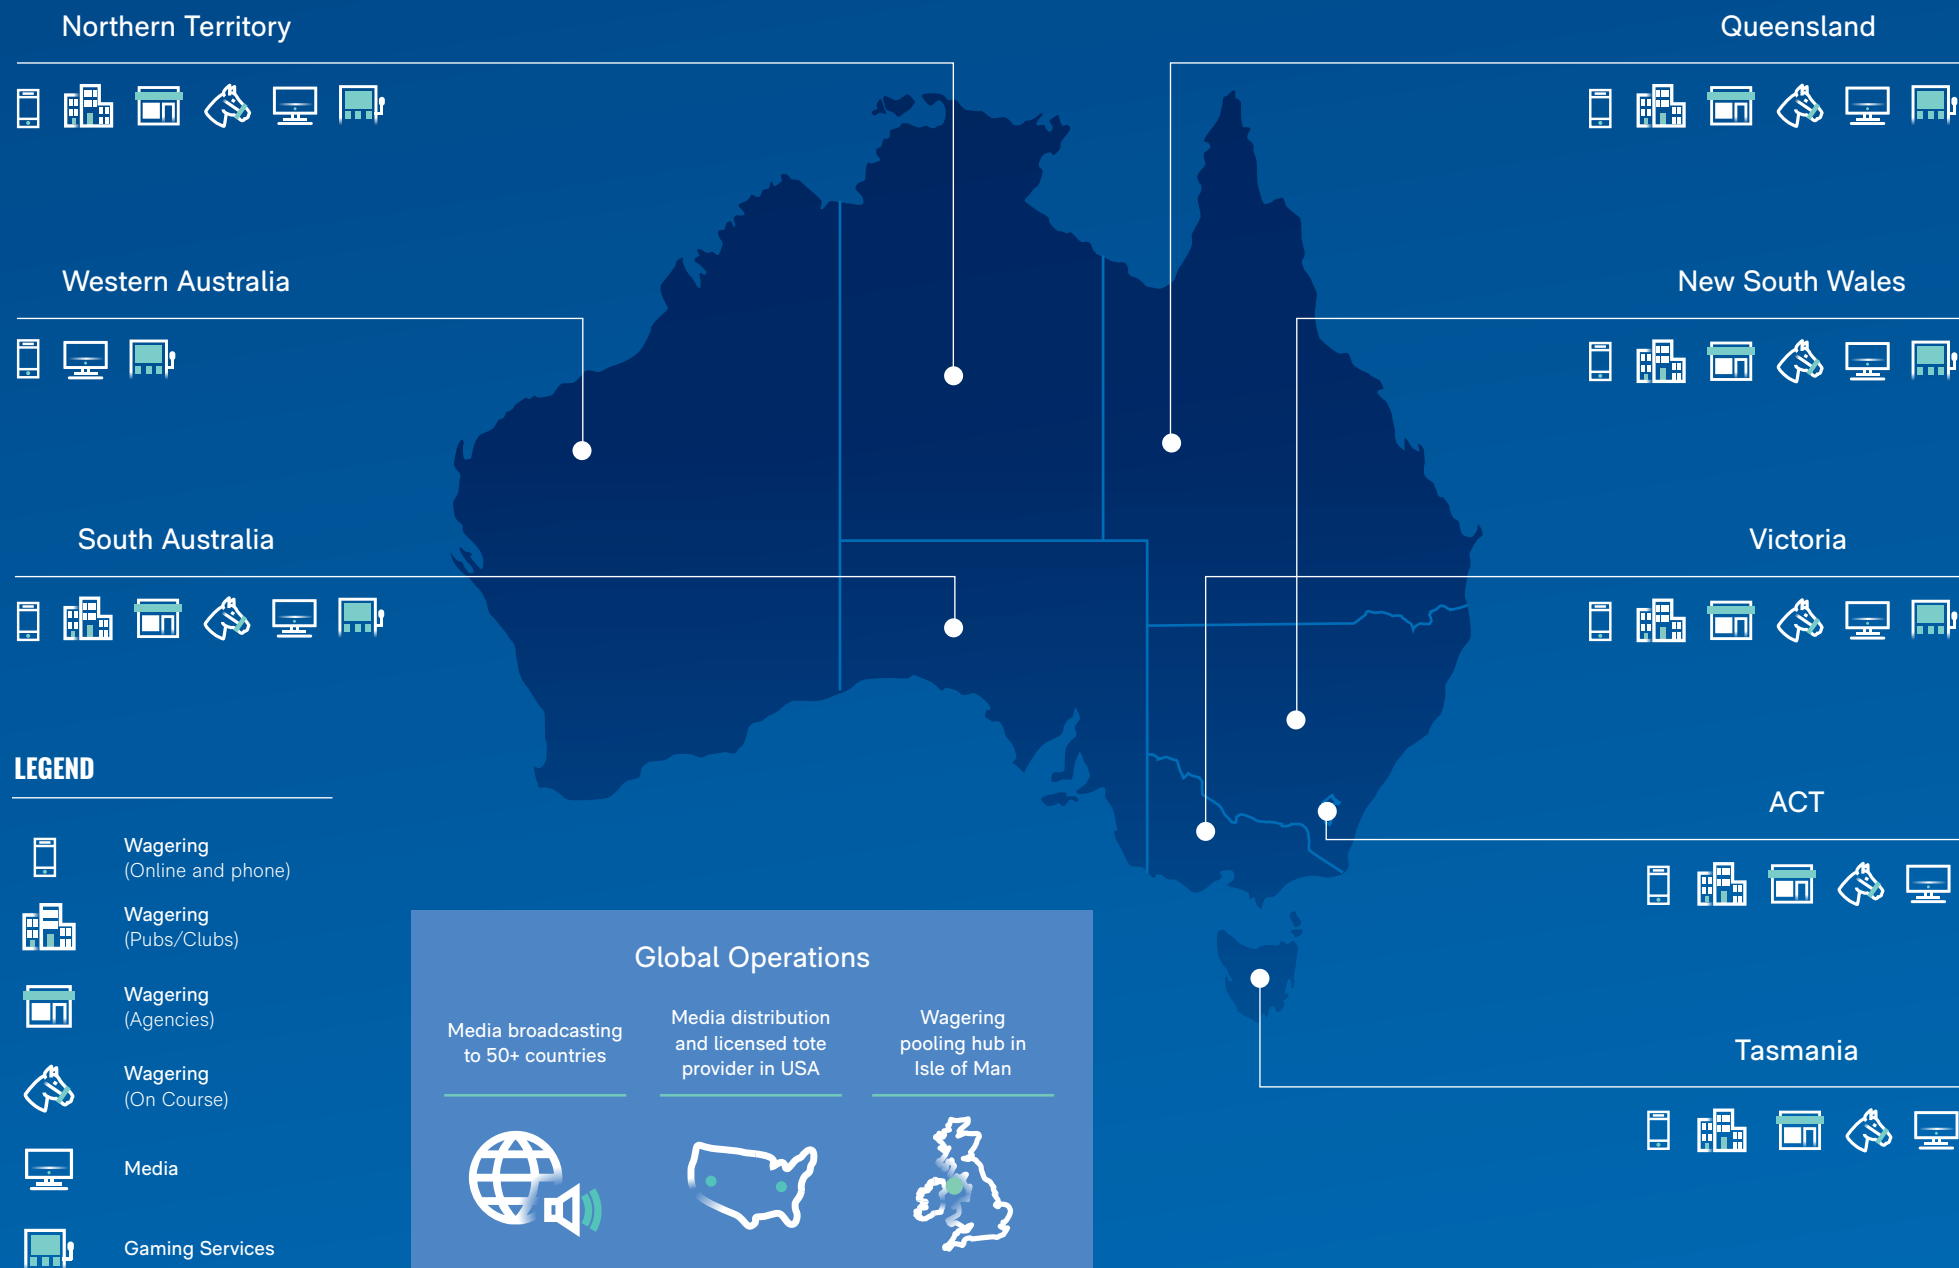 Northern Territory
Queensland
Western Australia
New South Wales
South Australia
Victoria
LEGEND
Wagering
(Online and phone)
Wagering
(Pubs/Clubs)
Wagering
(Agencies)
Wagering
(On Course)
Media
Gaming Services
Global Operations
Media broadcasting
to 50+ countries
Media distribution
and licensed tote
provider in USA
Wagering
pooling hub in
Isle of Man
ACT
Tasmania